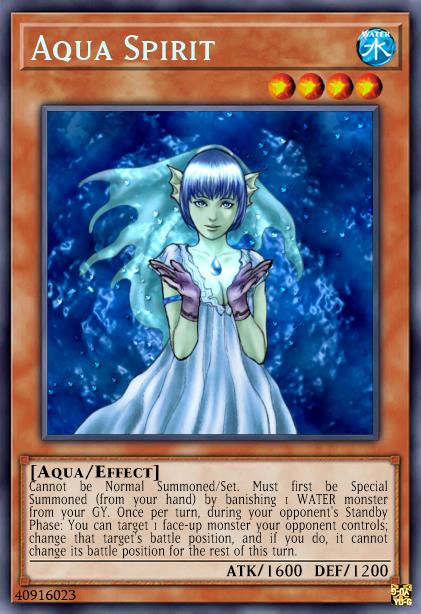 AQUA SPIRIT
WATER
水
[AQUA/EFFECT]
Cannot be Normal Summoned/Set. Must first be Special
Summoned (from your hand) by banishing 1 WATER monster
from your GY. Once per turn, during your opponent's Standby
Phase: You can target 1 face-up monster your opponent controls;
change that target's battle position, and if you do, it cannot
change its battle position for the rest of this turn.
ATK/1600 DEF/1200
40916023